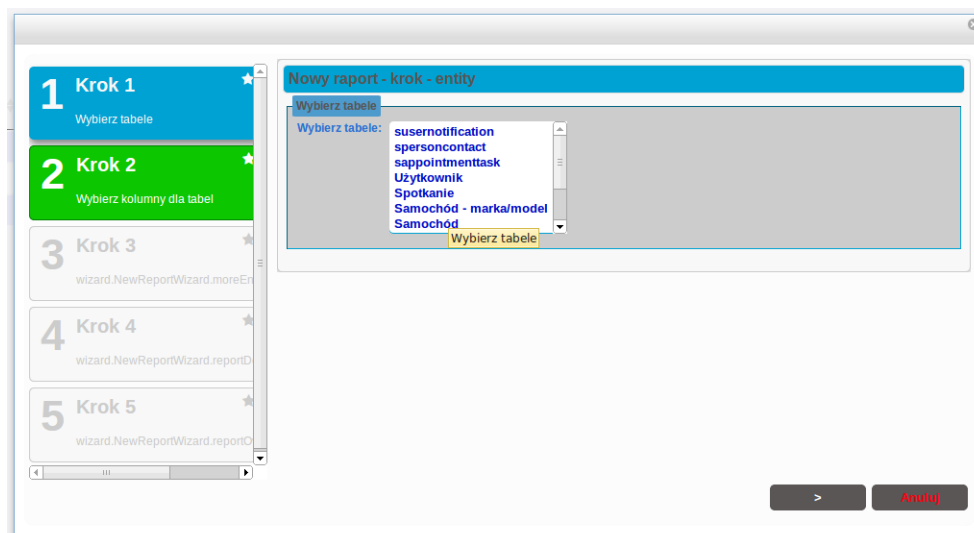 1
Krok 1
Wybierz tabele
2
Krok 2
Wybierz kolumny dla tabel
3
Krok 3
wizard.NewReportWizard.moreEn
4
Krok 4
wizard.NewReportWizard.reportD
5
Krok 5
wizard.NewReportWizard.reportO
Nowy raport - krok - entity
Wybierz tabele
Wybierz tabele:
susernotification
spersoncontact
sappointmenttask
Użytkownik
Spotkanie
Samochód - marka/model
Samochód
Wybierz tabele
>
Anuluj